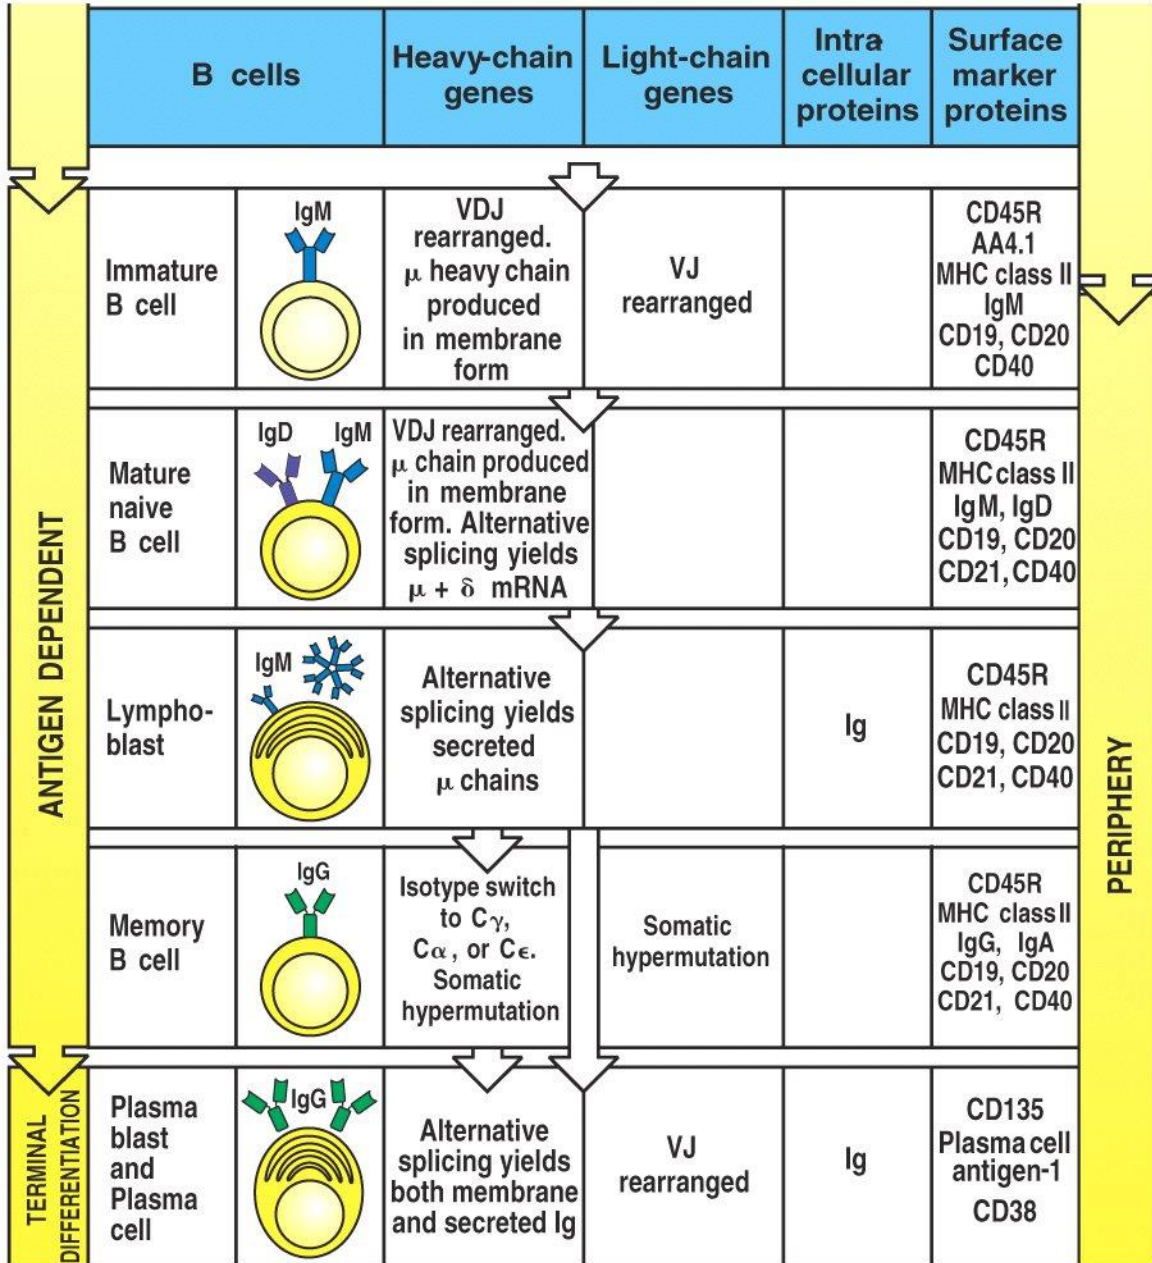 B cells
Heavy-chain
genes
Light-chain
genes
Intra
cellular
proteins
Surface
marker
proteins
Immature
B cell
IgM
VDJ
rearranged.
μ heavy chain
produced
in membrane
form
VJ
rearranged
CD45R
AA4.1
MHC class II
IgM
CD19, CD20
CD40
Mature
naive
B cell
IgD IgM
VDJ rearranged.
μ chain produced
in membrane
form. Alternative
splicing yields
μ + δ mRNA
CD45R
MHC class II
IgM, IgD
CD19, CD20
CD21, CD40
Lympho-
blast
IgM
Alternative
splicing yields
secreted
μ chains
Ig
CD45R
MHC class II
CD19, CD20
CD21, CD40
Memory
B cell
IgG
Isotype switch
to Cγ,
Cα, or Cϵ.
Somatic
hypermutation
Somatic
hypermutation
CD45R
MHC class II
IgG, IgA
CD19, CD20
CD21, CD40
Plasma
blast
and
Plasma
cell
IgG
Alternative
splicing yields
both membrane
and secreted Ig
VJ
rearranged
Ig
CD135
Plasma cell
antigen-1
CD38
ANTIGEN DEPENDENT
TERMINAL
DIFFERENTIATION
PERIPHERY